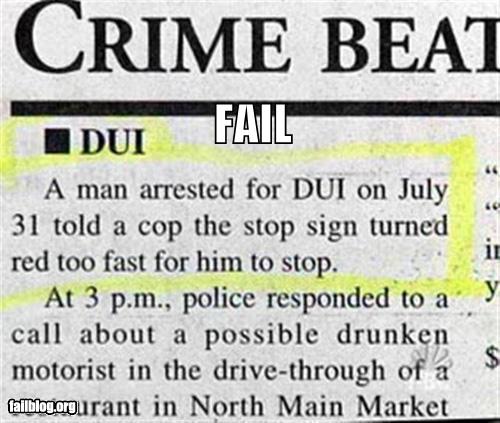 CRIME BEAT
FAIL
■ DUI
A man arrested for DUI on July
31 told a cop the stop sign turned
red too fast for him to stop.
At 3 p.m., police responded to a
call about a possible drunken
motorist in the drive-through of a
in North Main Market
failblog.org
$